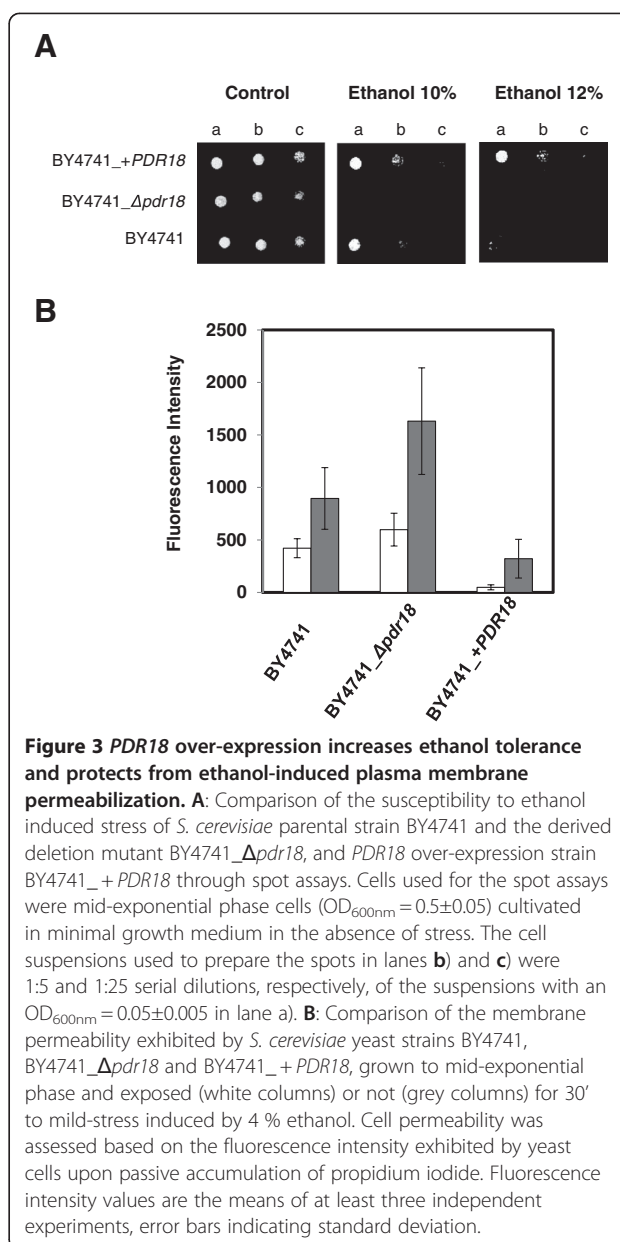 A
Control Ethanol 10% Ethanol 12%
a b c a b c a b c
BY4741_+PDR18
BY4741_Δpdr18
BY4741
B
2500
2000
1500
1000
500
0
Fluorescence Intensity
BY4741
BY4741_Δpdr18
BY4741_+PDR18
Figure 3 PDR18 over-expression increases ethanol tolerance
and protects from ethanol-induced plasma membrane
permeabilization. A: Comparison of the susceptibility to ethanol
induced stress of S. cerevisiae parental strain BY4741 and the derived
deletion mutant BY4741_Δpdr18, and PDR18 over-expression strain
BY4741_ + PDR18 through spot assays. Cells used for the spot assays
were mid-exponential phase cells (OD600nm = 0.5±0.05) cultivated
in minimal growth medium in the absence of stress. The cell
suspensions used to prepare the spots in lanes b) and c) were
1:5 and 1:25 serial dilutions, respectively, of the suspensions with an
OD600nm = 0.05±0.005 in lane a). B: Comparison of the membrane
permeability exhibited by S. cerevisiae yeast strains BY4741,
BY4741_Δpdr18 and BY4741_ + PDR18, grown to mid-exponential
phase and exposed (white columns) or not (grey columns) for 30′
to mild-stress induced by 4 % ethanol. Cell permeability was
assessed based on the fluorescence intensity exhibited by yeast
cells upon passive accumulation of propidium iodide. Fluorescence
intensity values are the means of at least three independent
experiments, error bars indicating standard deviation.